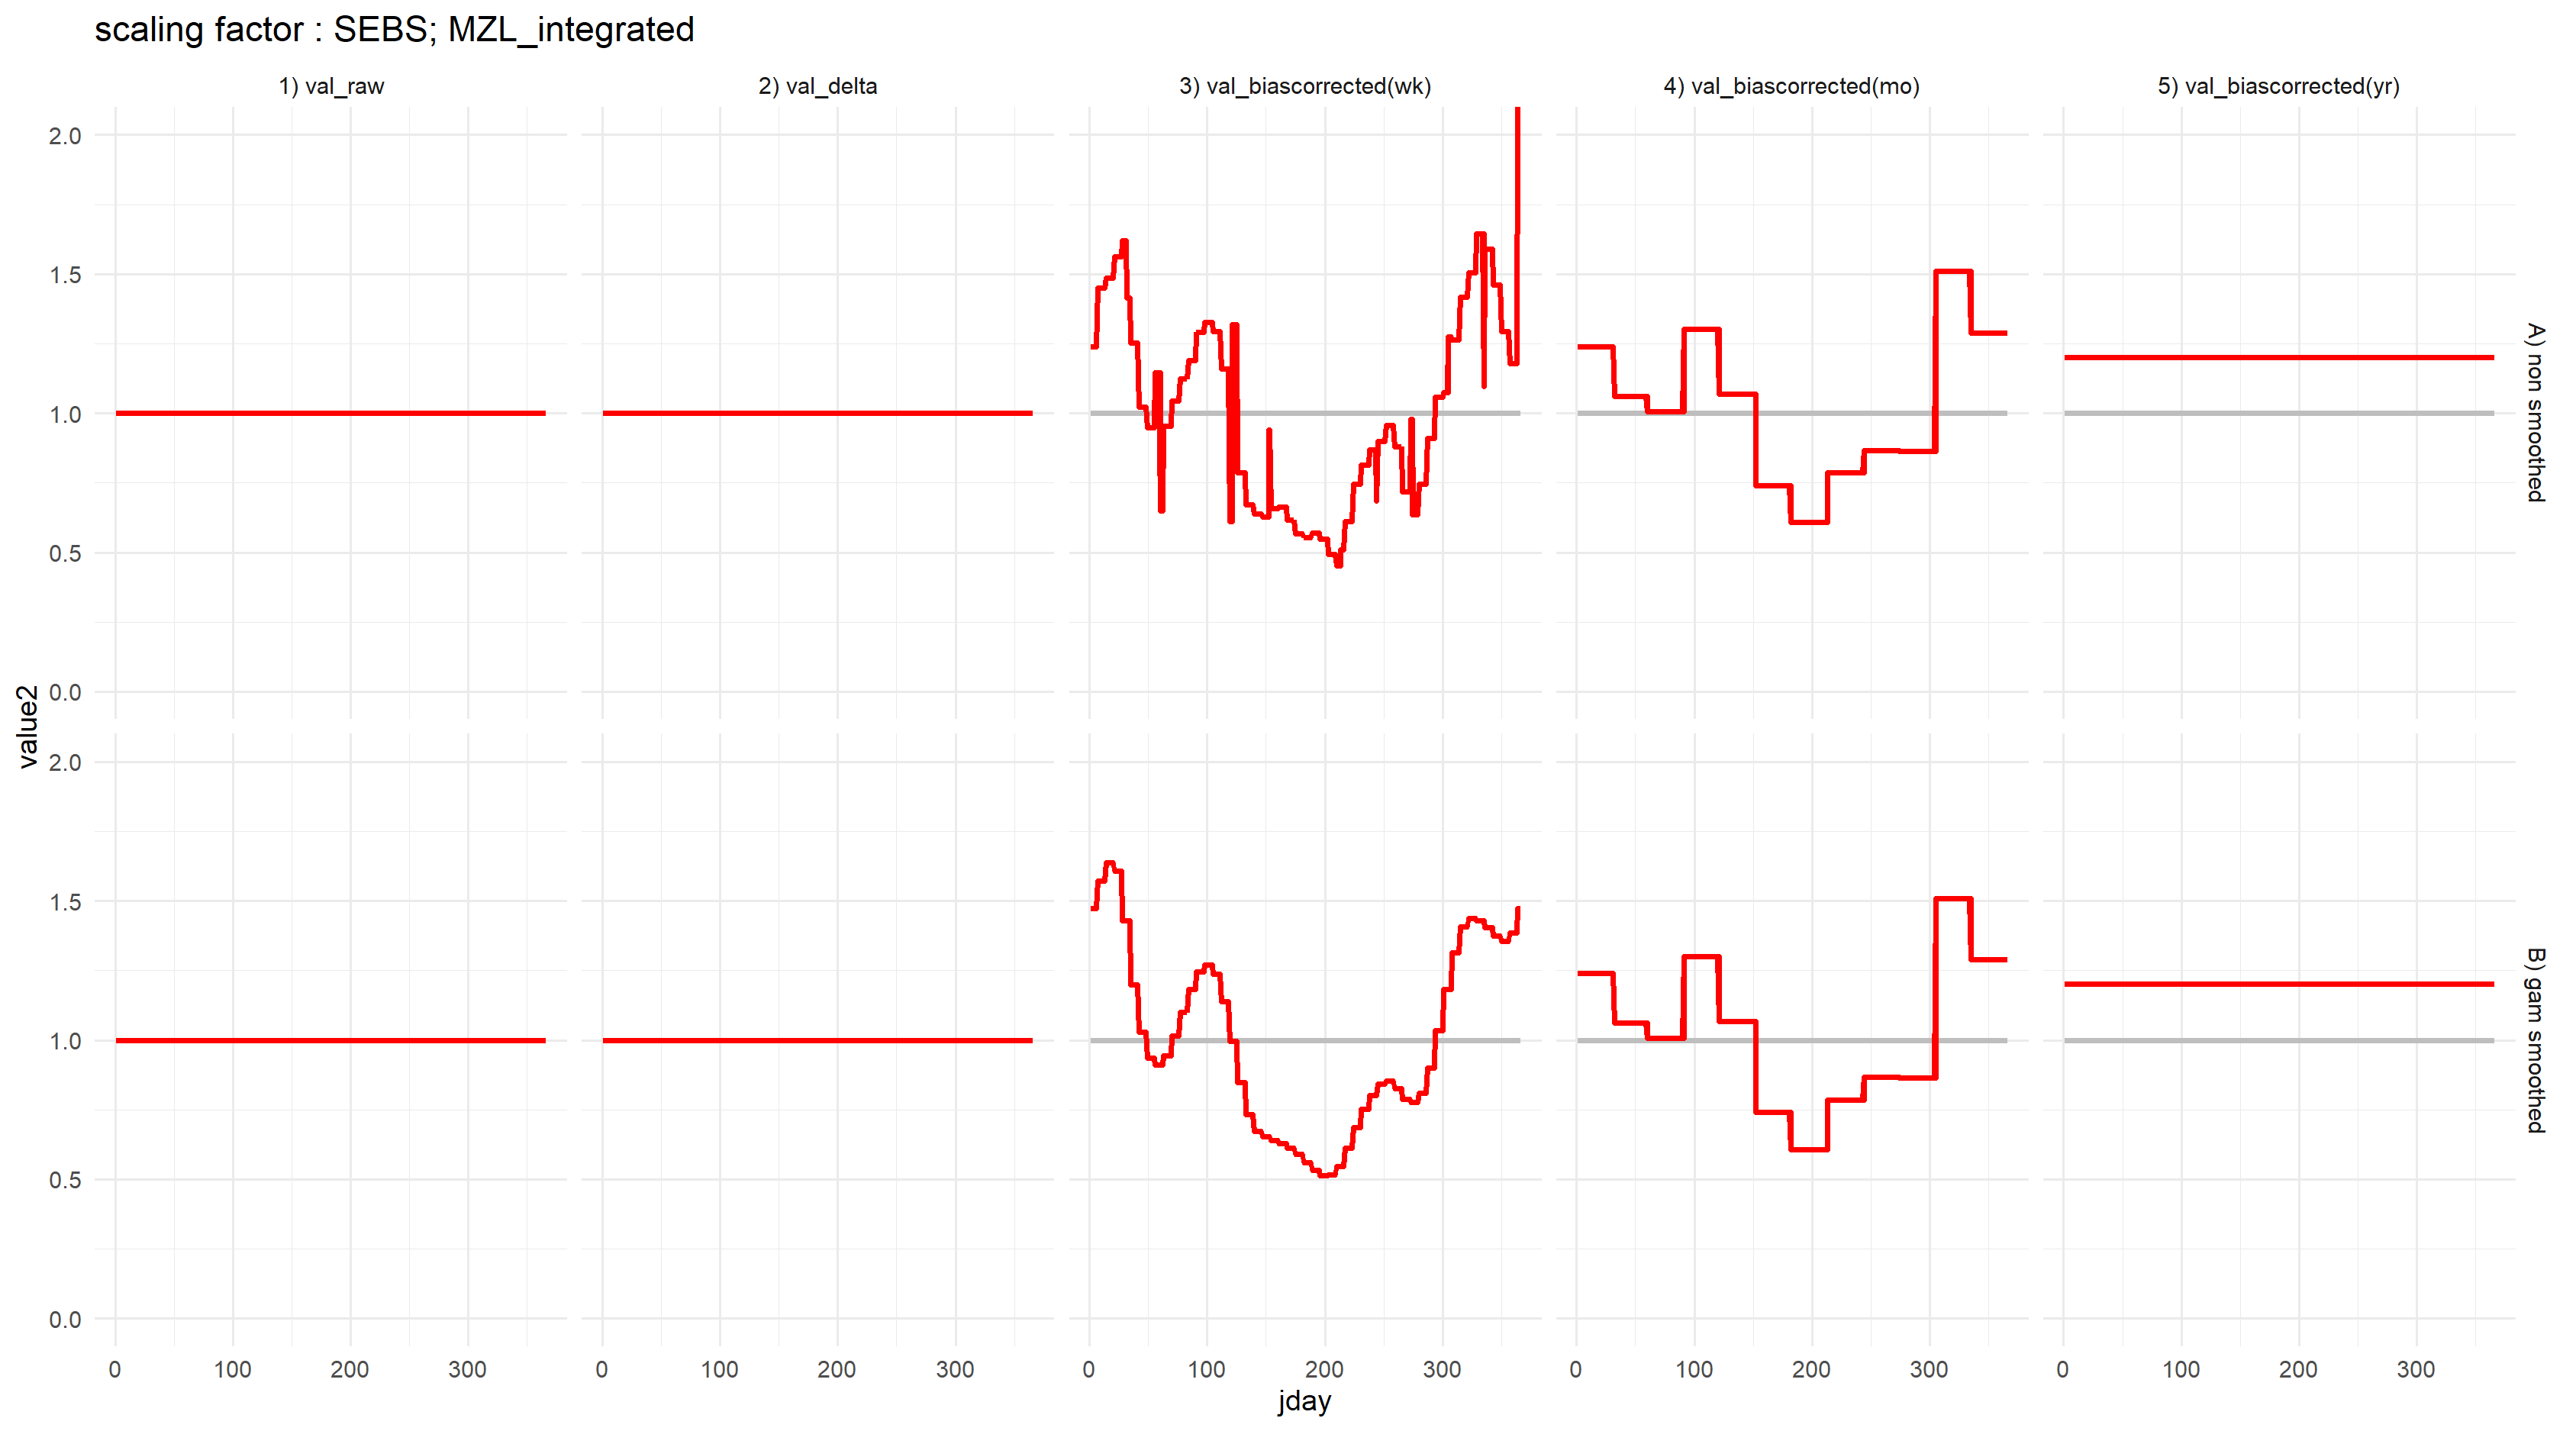 scaling factor : SEBS; MZL_integrated
1) val_raw
2) val_delta
3) val_biascorrected(wk)
4) val_biascorrected(mo)
5) val_biascorrected(yr)
2.0
1.5
1.0
0.5
0.0
A) non smoothed
value2
2.0
1.5
1.0
0.5
0.0
B) gam smoothed
0 100 200 300
0 100 200 300
0 100 200 300
0 100 200 300
0 100 200 300
jday